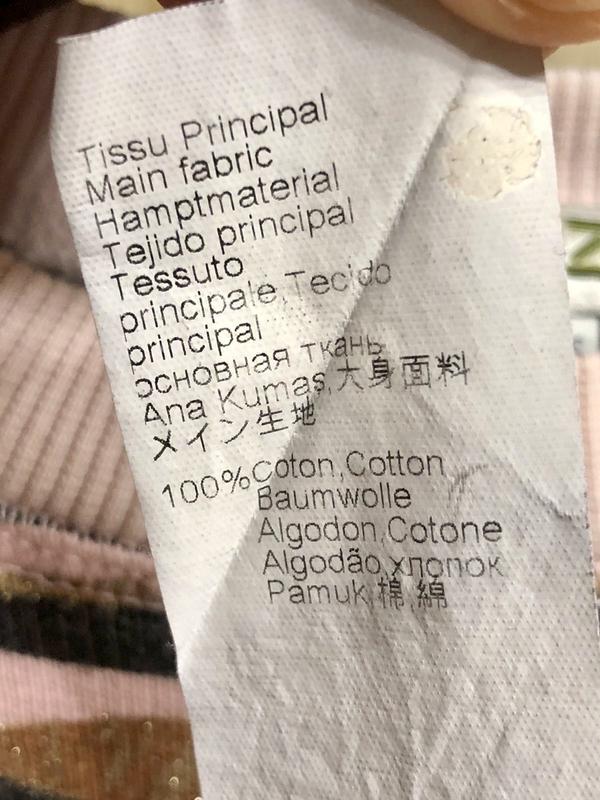 Tissu Principal
Main fabric
Hamptmaterial
Tejido principal
Tessuto
principale,Tecido
principal
основная ткань
Ana Kumas,大身面料
メイン生地
100%Coton,Cotton
Baumwolle
Algodon,Cotone
Algodão,хлопок
Pamuk,棉,綿